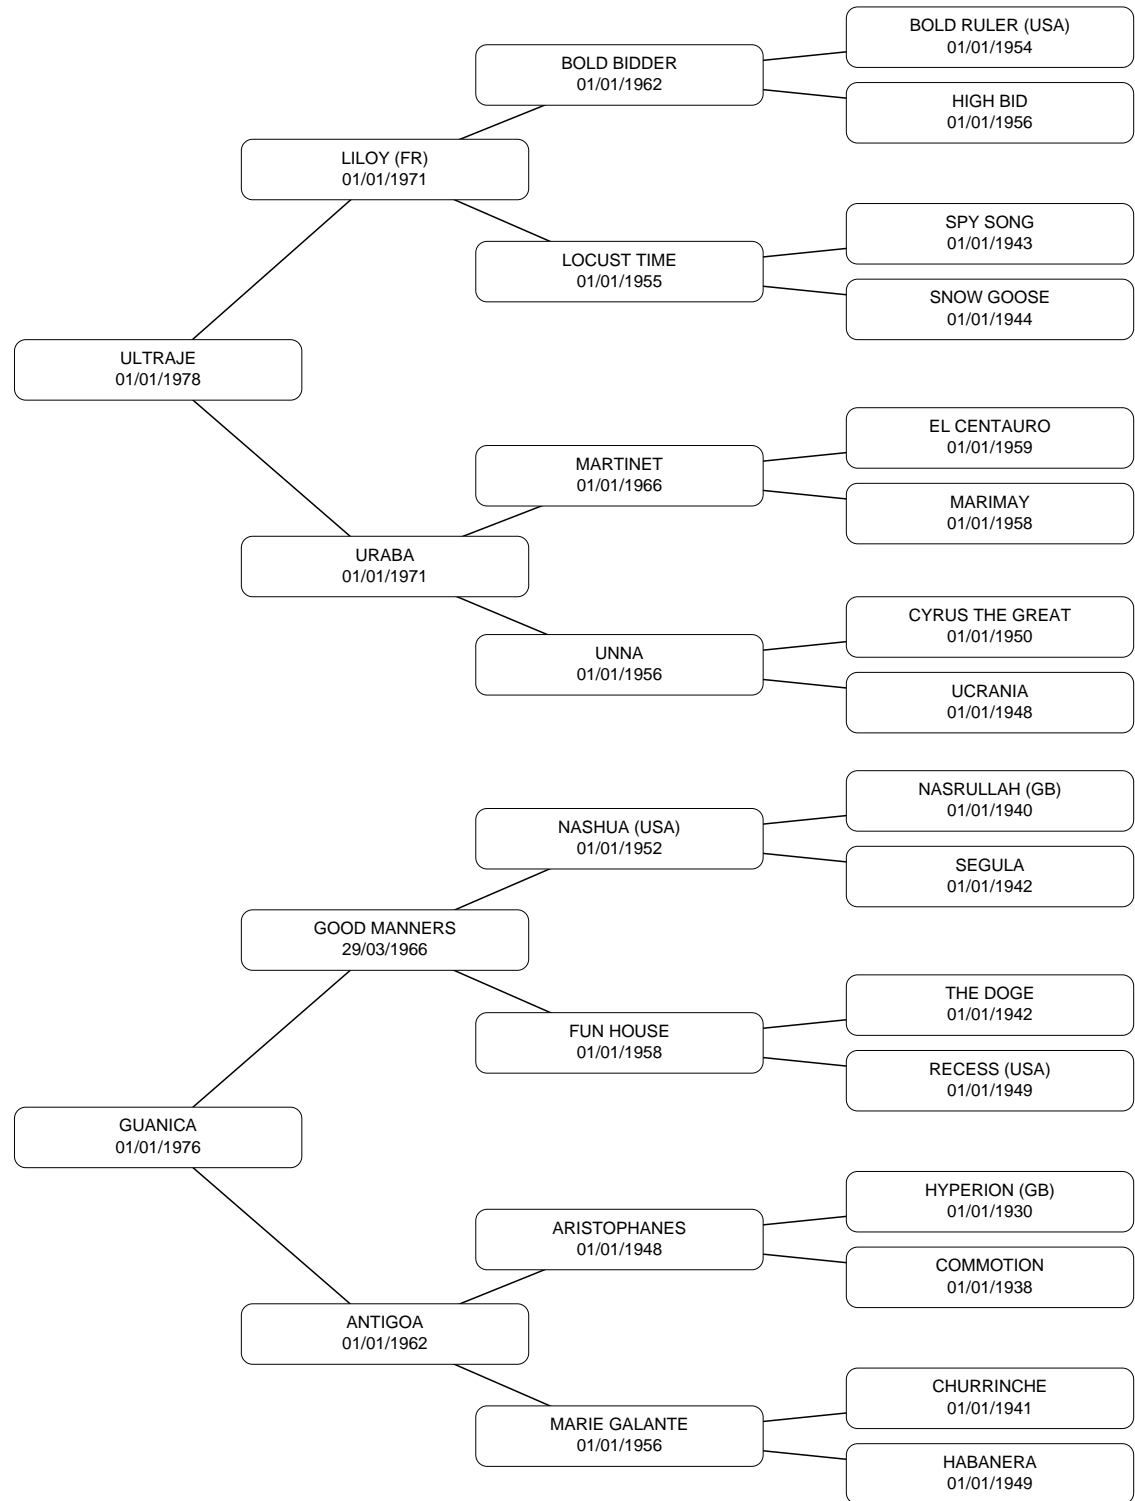 BOLD RULER (USA)
01/01/1954
BOLD BIDDER
01/01/1962
HIGH BID
01/01/1956
LILOY (FR)
01/01/1971
SPY SONG
01/01/1943
LOCUST TIME
01/01/1955
SNOW GOOSE
01/01/1944
ULTRAJE
01/01/1978
EL CENTAURO
01/01/1959
MARTINET
01/01/1966
MARIMAY
01/01/1958
URABA
01/01/1971
CYRUS THE GREAT
01/01/1950
UNNA
01/01/1956
UCRANIA
01/01/1948
NASRULLAH (GB)
01/01/1940
NASHUA (USA)
01/01/1952
SEGULA
01/01/1942
GOOD MANNERS
29/03/1966
THE DOGE
01/01/1942
FUN HOUSE
01/01/1958
RECESS (USA)
01/01/1949
GUANICA
01/01/1976
HYPERION (GB)
01/01/1930
ARISTOPHANES
01/01/1948
COMMOTION
01/01/1938
ANTIGOA
01/01/1962
CHURRINCHE
01/01/1941
MARIE GALANTE
01/01/1956
HABANERA
01/01/1949